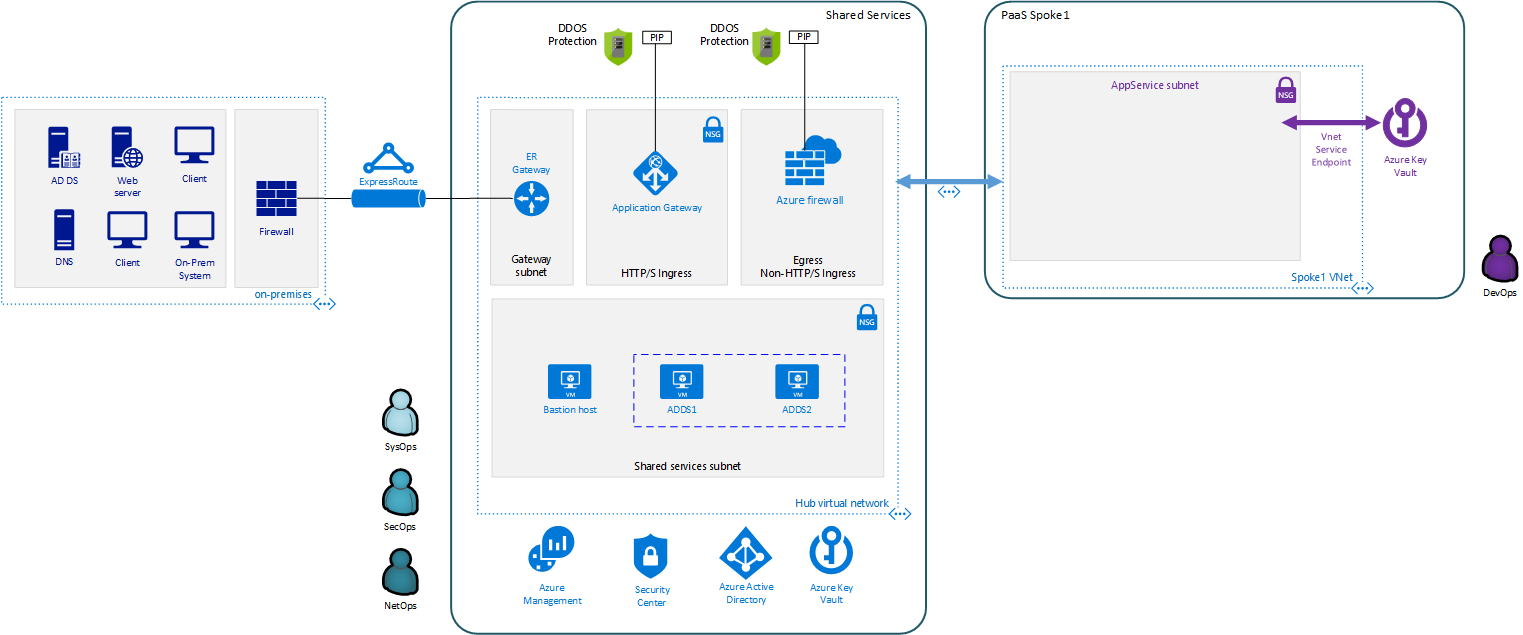 Shared Services
PaaS Spoke1
DDOS
Protection
PIP
DDOS
Protection
PIP
AD DS
Web
server
Client
DNS
Client
On-Prem
System
Firewall
on-premises
ExpressRoute
ER
Gateway
Gateway
subnet
NSG
Application Gateway
HTTP/S Ingress
Azure firewall
Egress
Non-HTTP/S Ingress
NSG
VM
Bastion host
VM
ADDS1
VM
ADDS2
Shared services subnet
Hub virtual network
AppService subnet
NSG
Vnet
Service
Endpoint
Azure Key
Vault
Spoke1 VNet
DevOps
SysOps
SecOps
NetOps
Azure
Management
Security
Center
Azure Active
Directory
Azure Key
Vault